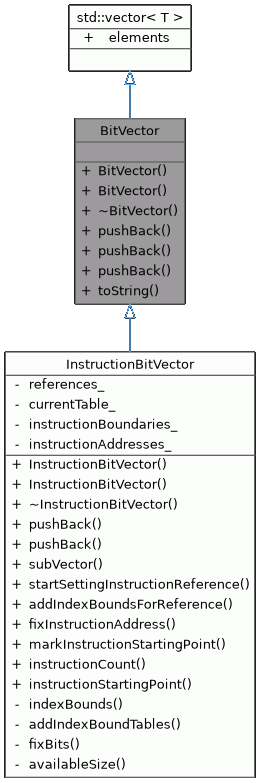 std::vector< T >
+ elements
BitVector
+ BitVector()
+ BitVector()
+ ~BitVector()
+ pushBack()
+ pushBack()
+ pushBack()
+ toString()
InstructionBitVector
- references_
- currentTable_
- instructionBoundaries_
- instructionAddresses_
+ InstructionBitVector()
+ InstructionBitVector()
+ ~InstructionBitVector()
+ pushBack()
+ pushBack()
+ subVector()
+ startSettingInstructionReference()
+ addIndexBoundsForReference()
+ fixInstructionAddress()
+ markInstructionStartingPoint()
+ instructionCount()
+ instructionStartingPoint()
- indexBounds()
- addIndexBoundTables()
- fixBits()
- availableSize()